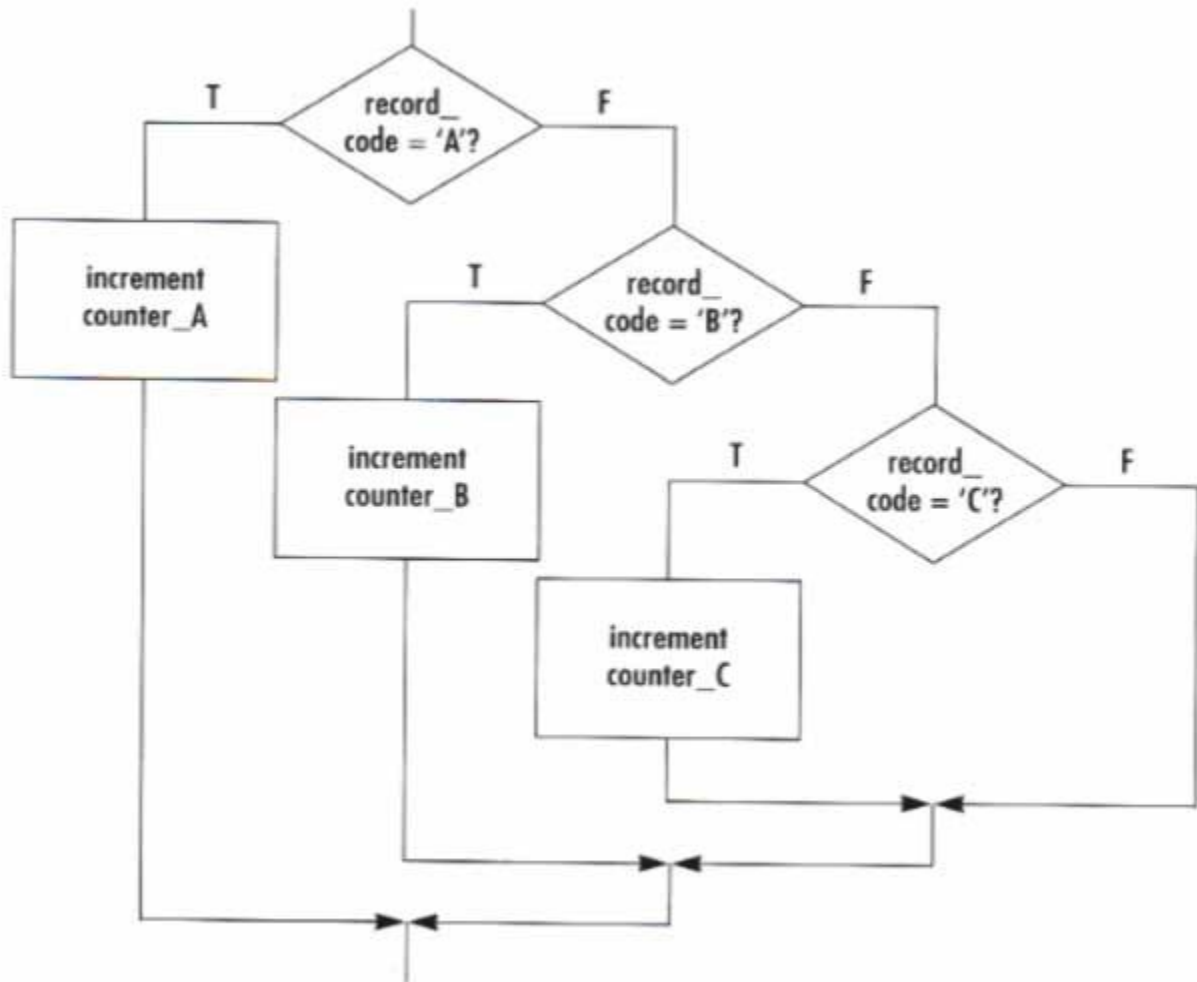 record_
code = ‘A’?
T
F
increment
counter_A
record_
code = ‘B’?
T
F
increment
counter_B
record_
code = ‘C’?
T
F
increment
counter_C